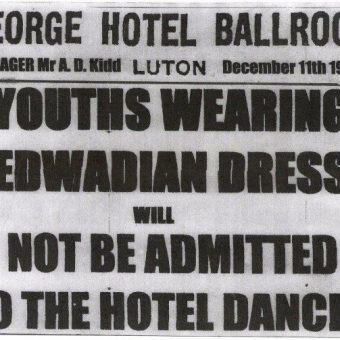 EORGE HOTEL BALLROO
AGER Mr A. D. Kidd LUTON December 11th 19
YOUTHS WEARING
EDWADIAN DRESS
WILL
NOT BE ADMITTED
O THE HOTEL DANCE